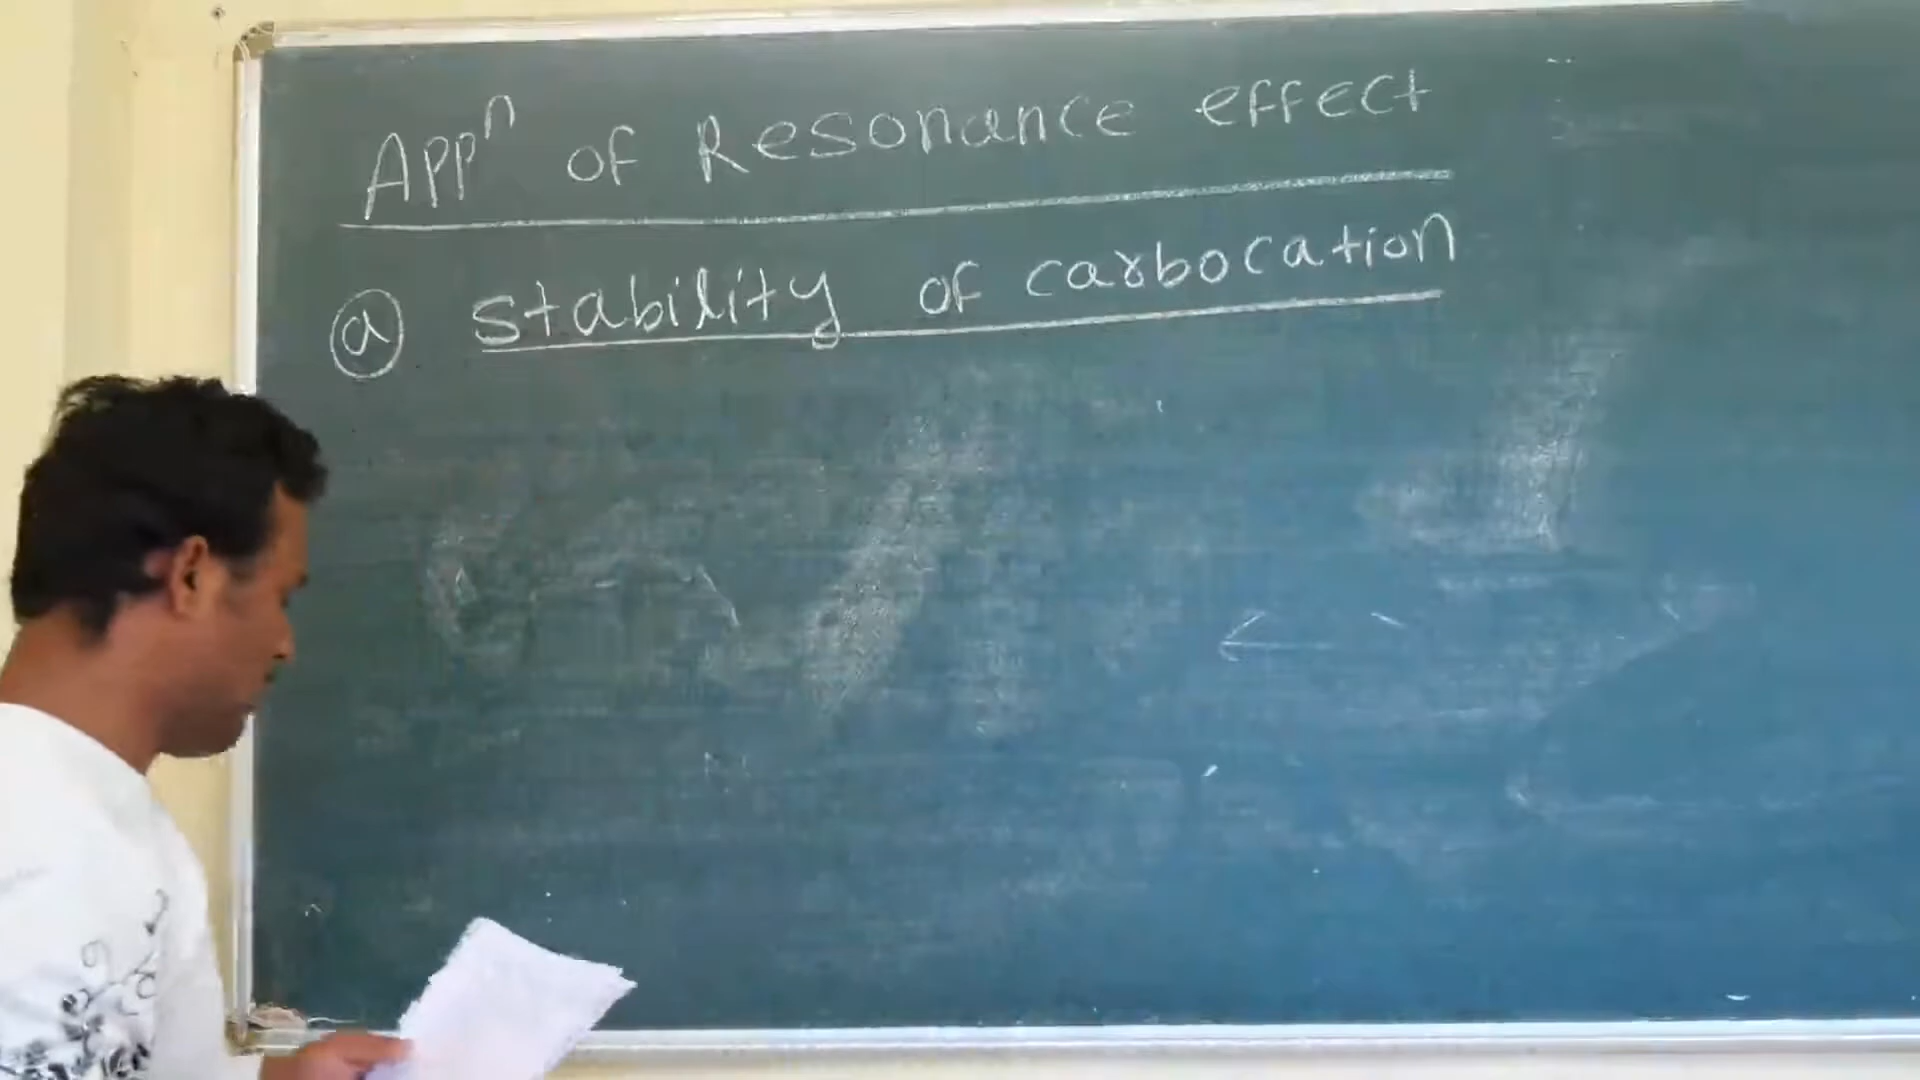 Appⁿ of Resonance effect
ⓐ stability of carbocation